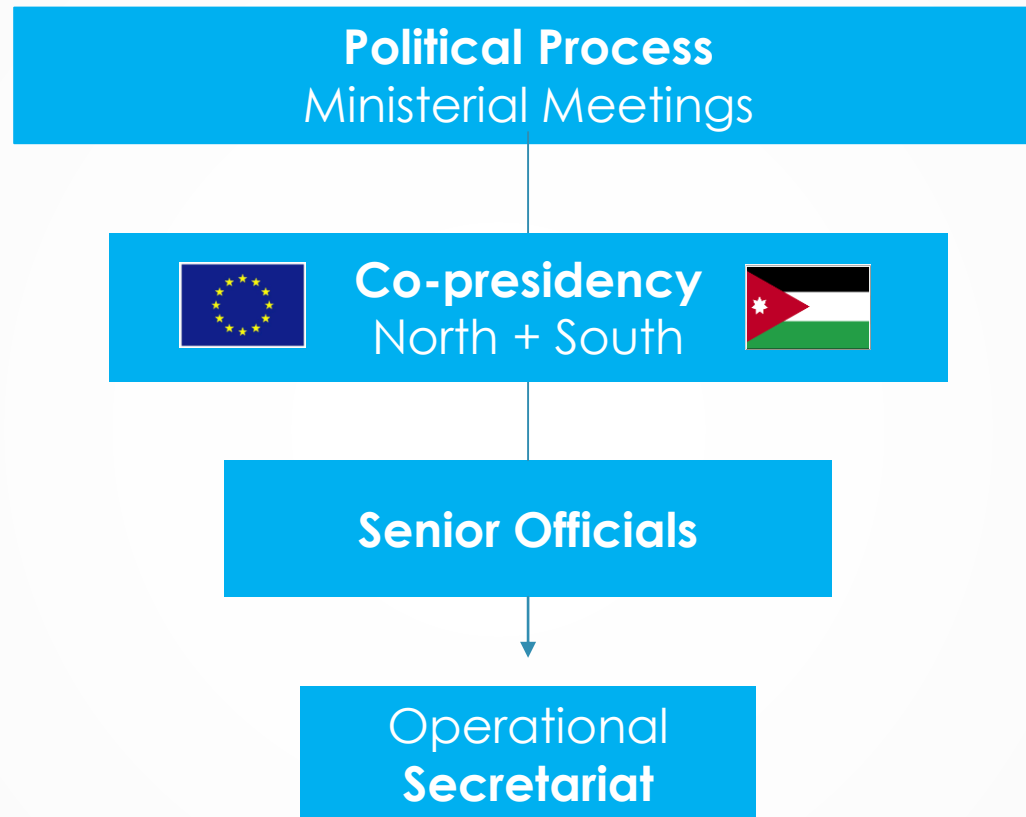 Political Process
Ministerial Meetings
Co-presidency
North + South
Senior Officials
Operational
Secretariat